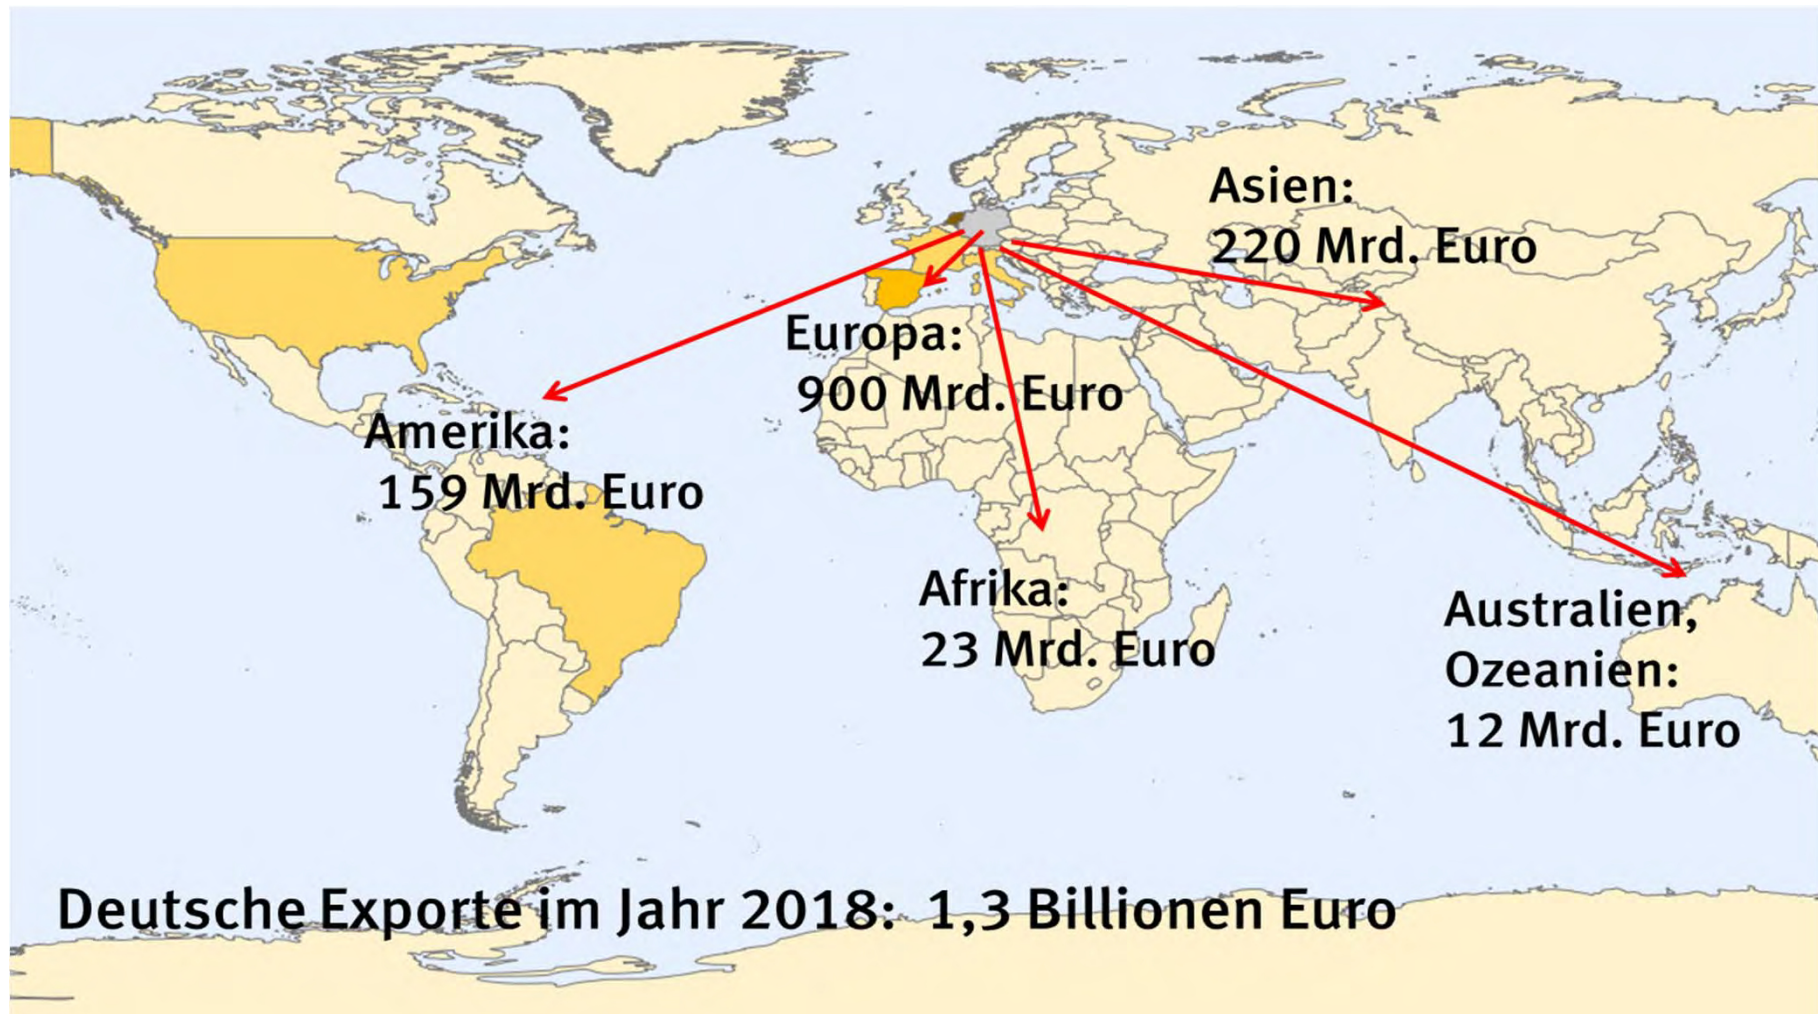 Asien:
220 Mrd. Euro
Europa:
900 Mrd. Euro
Amerika:
159 Mrd. Euro
Afrika:
23 Mrd. Euro
Australien,
Ozeanien:
12 Mrd. Euro
Deutsche Exporte im Jahr 2018: 1,3 Billionen Euro